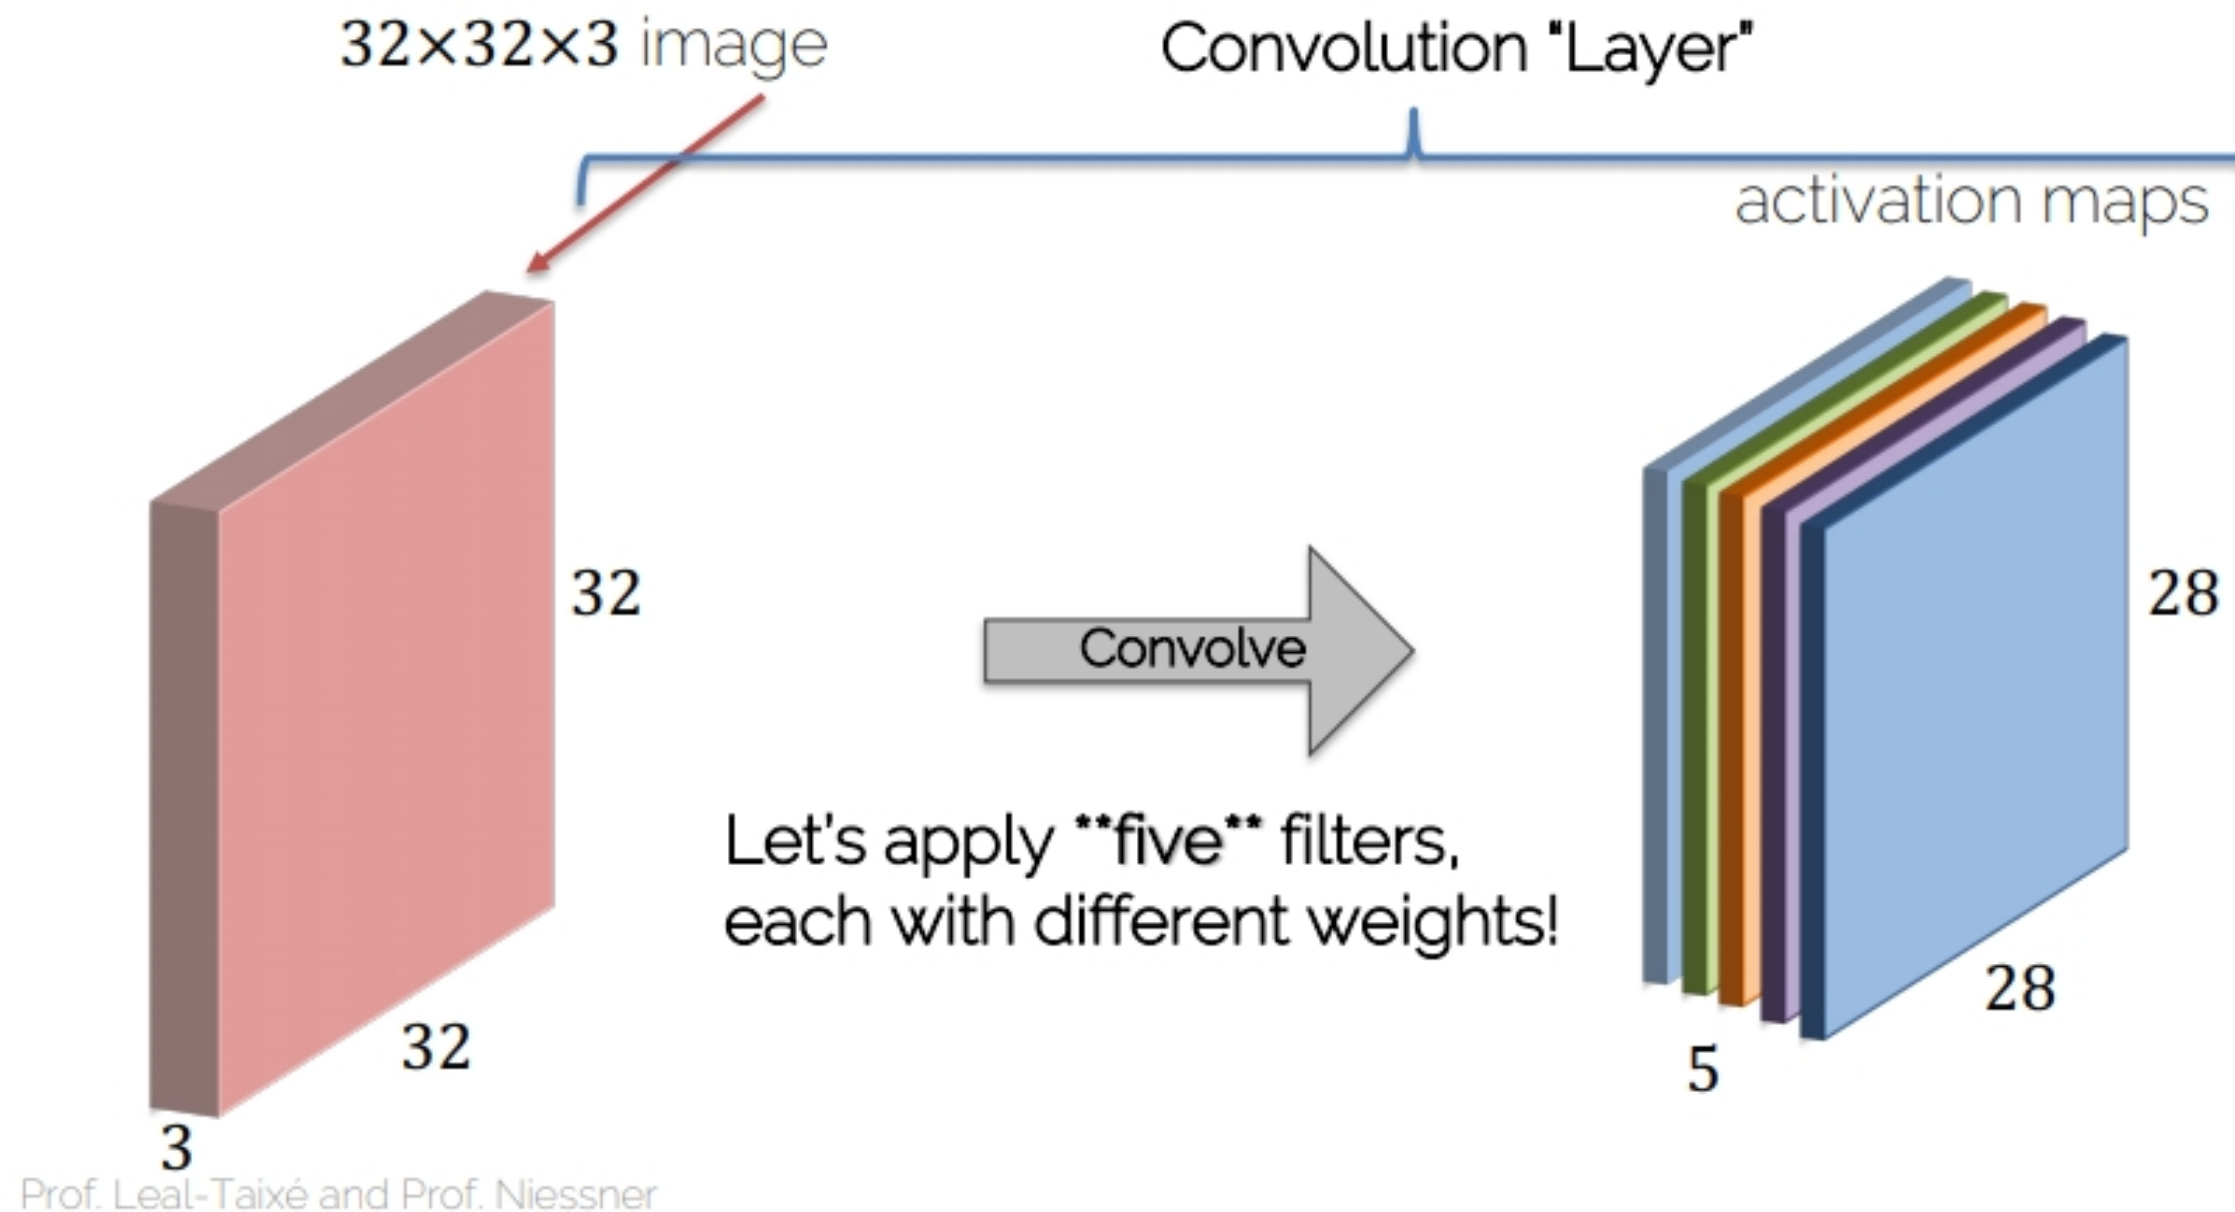 32×32×3 image
Convolution "Layer"
activation maps
32
32
3
Convolve
Let's apply **five** filters,
each with different weights!
28
28
5
Prof. Leal-Taixé and Prof. Niessner